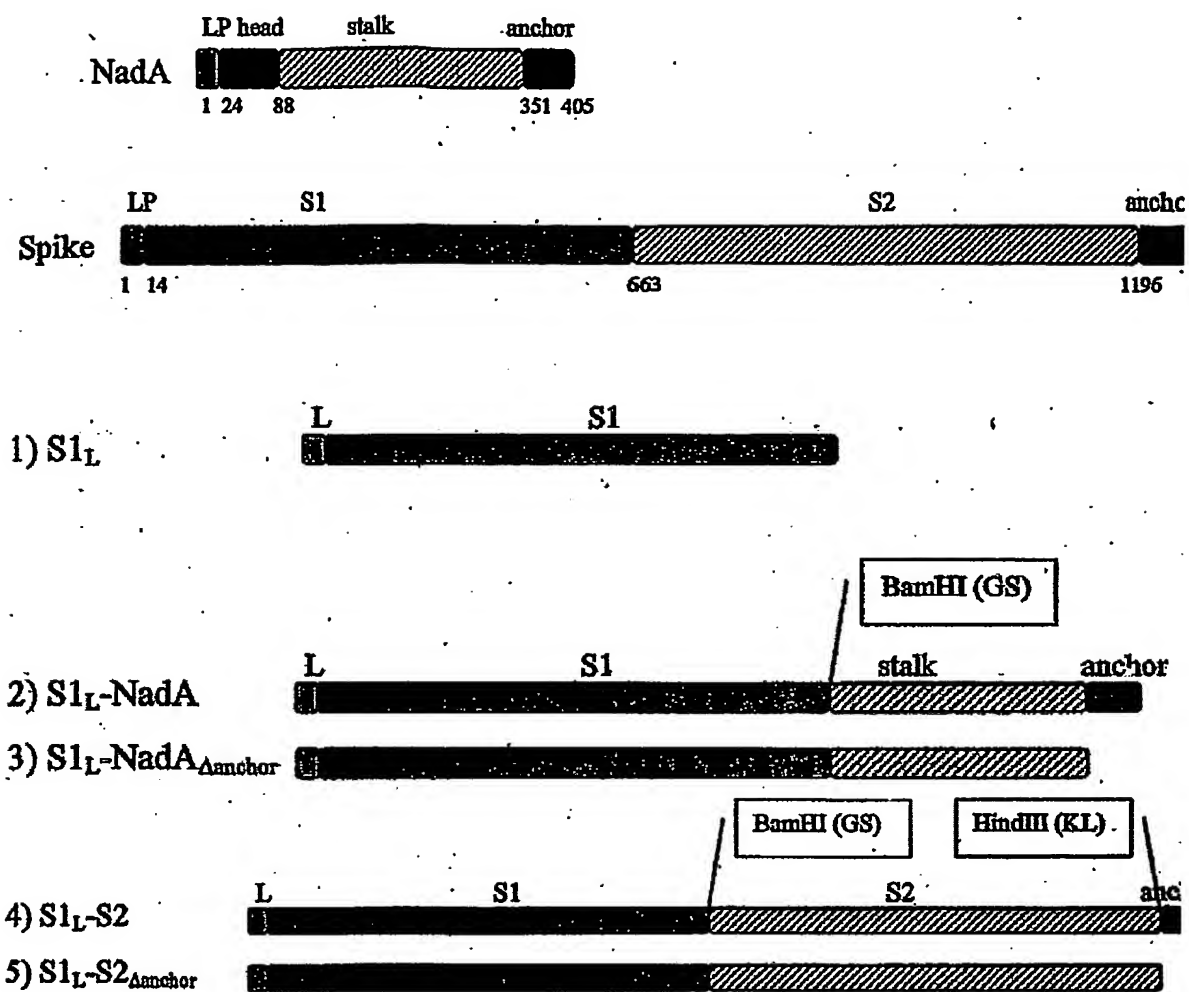 LP head stalk anchor
NadA
1 24 88 351 405
LP S1 S2 anchc
Spike
1 14 663 1196
L S1
1) S1L
BamHI (GS)
L S1 stalk anchor
2) S1L-NadA
3) S1L-NadAΔanchor
BamHI (GS) HindIII (KL)
L S1 S2 anc
4) S1L-S2
5) S1L-S2Δanchor